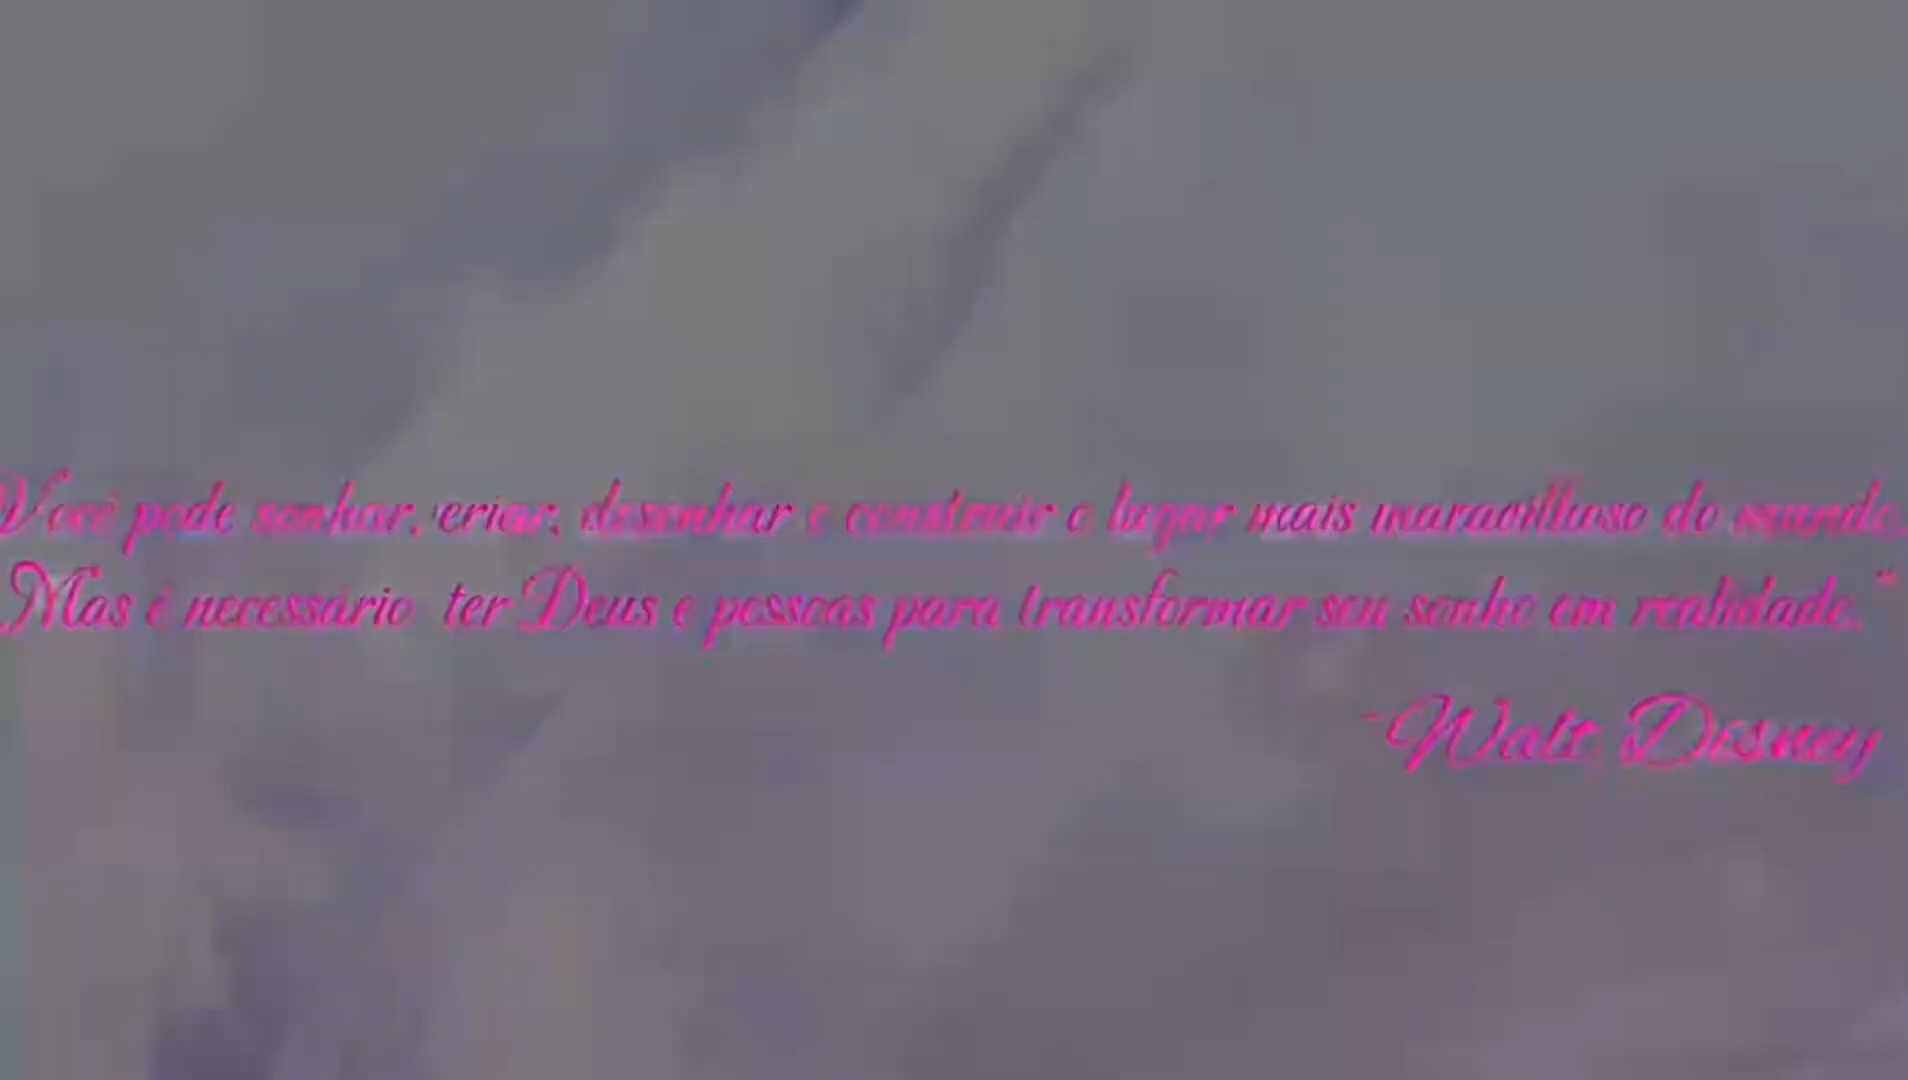 Você pode sonhar, criar, desenhar e construir o lugar mais maravilhoso do mundo.
Mas é necessário ter Deus e pessoas para transformar seu sonho em realidade."
-Walt Disney